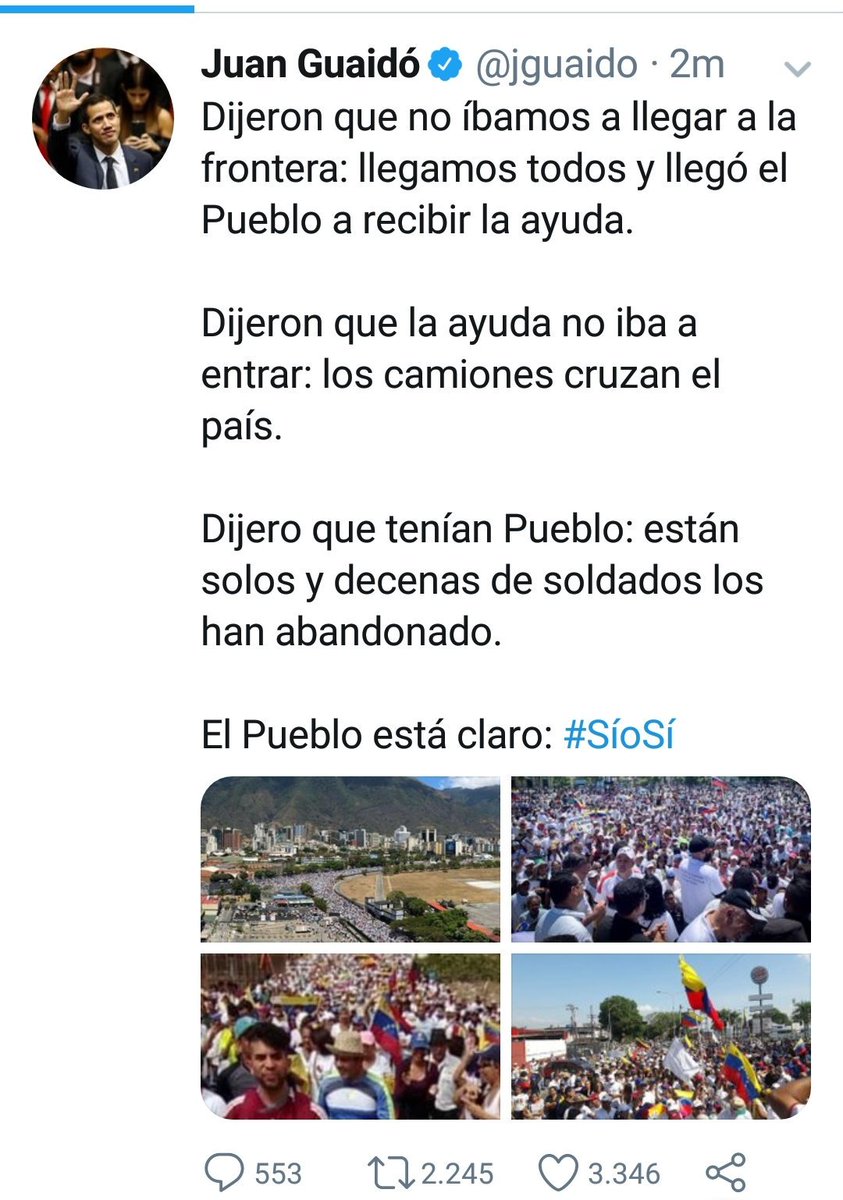 Juan Guaidó @jguaido · 2m
Dijeron que no íbamos a llegar a la
frontera: llegamos todos y llegó el
Pueblo a recibir la ayuda.
Dijeron que la ayuda no iba a
entrar: los camiones cruzan el
país.
Dijero que tenían Pueblo: están
solos y decenas de soldados los
han abandonado.
El Pueblo está claro: #SíoSí
553 2.245 3.346